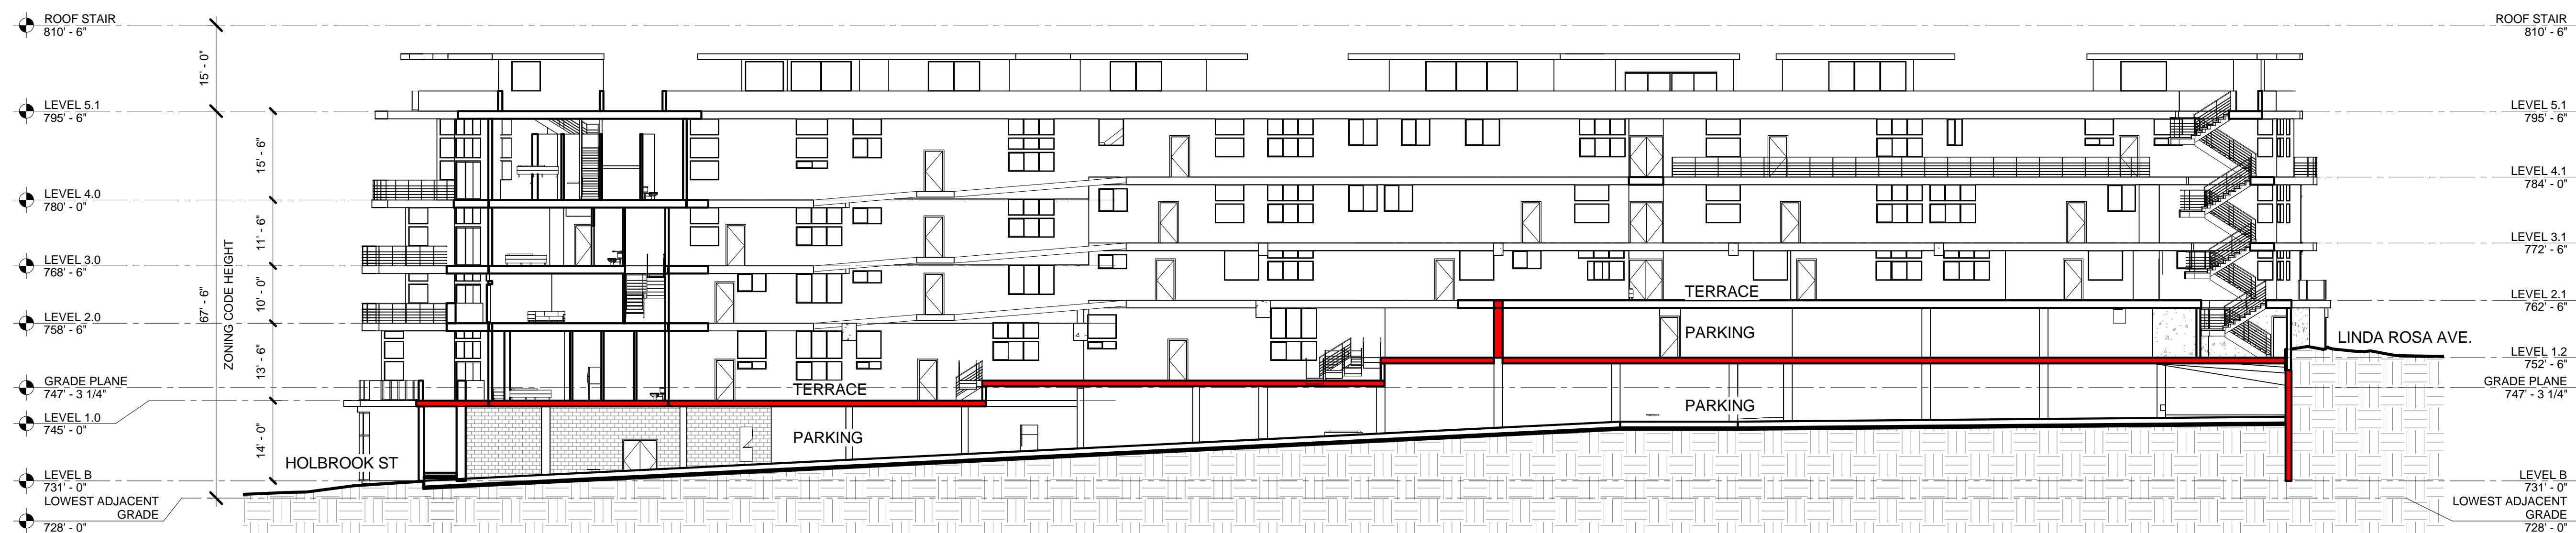 ROOF STAIR
810' - 6"
LEVEL 5.1
795' - 6"
LEVEL 4.0
780' - 0"
LEVEL 3.0
768' - 6"
LEVEL 2.0
758' - 6"
GRADE PLANE
747' - 3 1/4"
LEVEL 1.0
745' - 0"
LEVEL B
731' - 0"
LOWEST ADJACENT
GRADE
728' - 0"
15' - 0"
67' - 6"
ZONING CODE HEIGHT
15' - 6"
11' - 6"
10' - 0"
13' - 6"
14' - 0"
HOLBROOK ST
TERRACE
PARKING
TERRACE
PARKING
PARKING
LINDA ROSA AVE.
ROOF STAIR
810' - 6"
LEVEL 5.1
795' - 6"
LEVEL 4.1
784' - 0"
LEVEL 3.1
772' - 6"
LEVEL 2.1
762' - 6"
LEVEL 1.2
752' - 6"
GRADE PLANE
747' - 3 1/4"
LEVEL B
731' - 0"
LOWEST ADJACENT
GRADE
728' - 0"